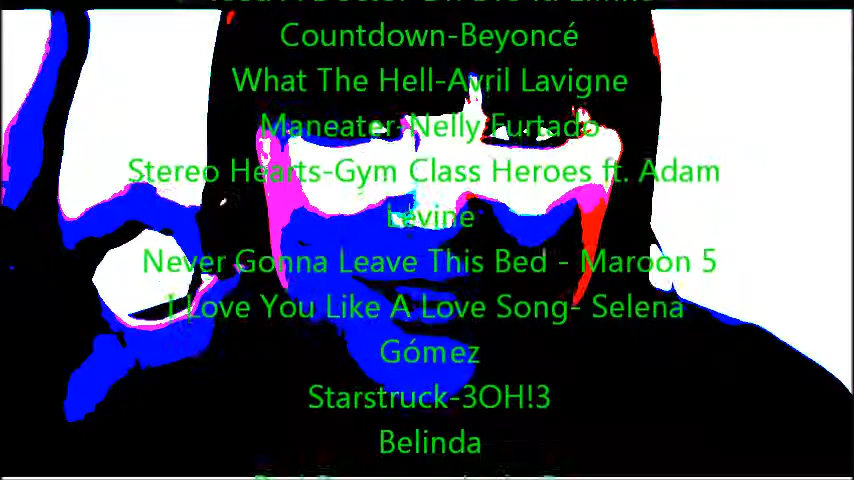 Countdown-Beyoncé
What The Hell-Avril Lavigne
Maneater-Nelly Furtado
Stereo Hearts-Gym Class Heroes ft. Adam
Levine
Never Gonna Leave This Bed - Maroon 5
I Love You Like A Love Song- Selena
Gómez
Starstruck-3OH!3
Belinda